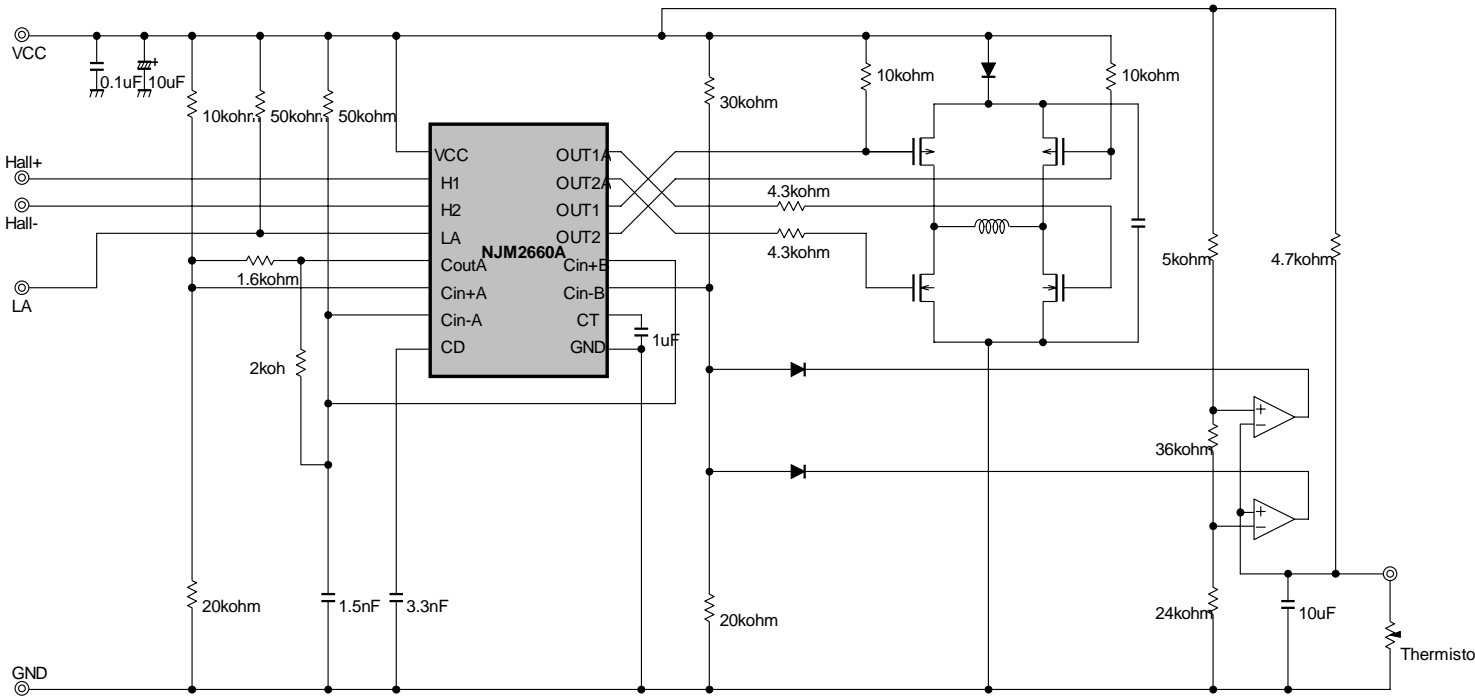 VCC
0.1uF
+
10uF
10kohm
50kohm
50kohm
30kohm
10kohm
10kohm
Hall+
Hall-
LA
VCC
H1
H2
LA
CoutA
Cin+A
Cin-A
CD
NJM2660A
OUT1A
OUT2A
OUT1
OUT2
Cin+B
Cin-B
CT
GND
1.6kohm
2koh
4.3kohm
4.3kohm
1uF
5kohm
4.7kohm
36kohm
+
−
+
−
20kohm
1.5nF
3.3nF
20kohm
24kohm
10uF
Thermisto
GND